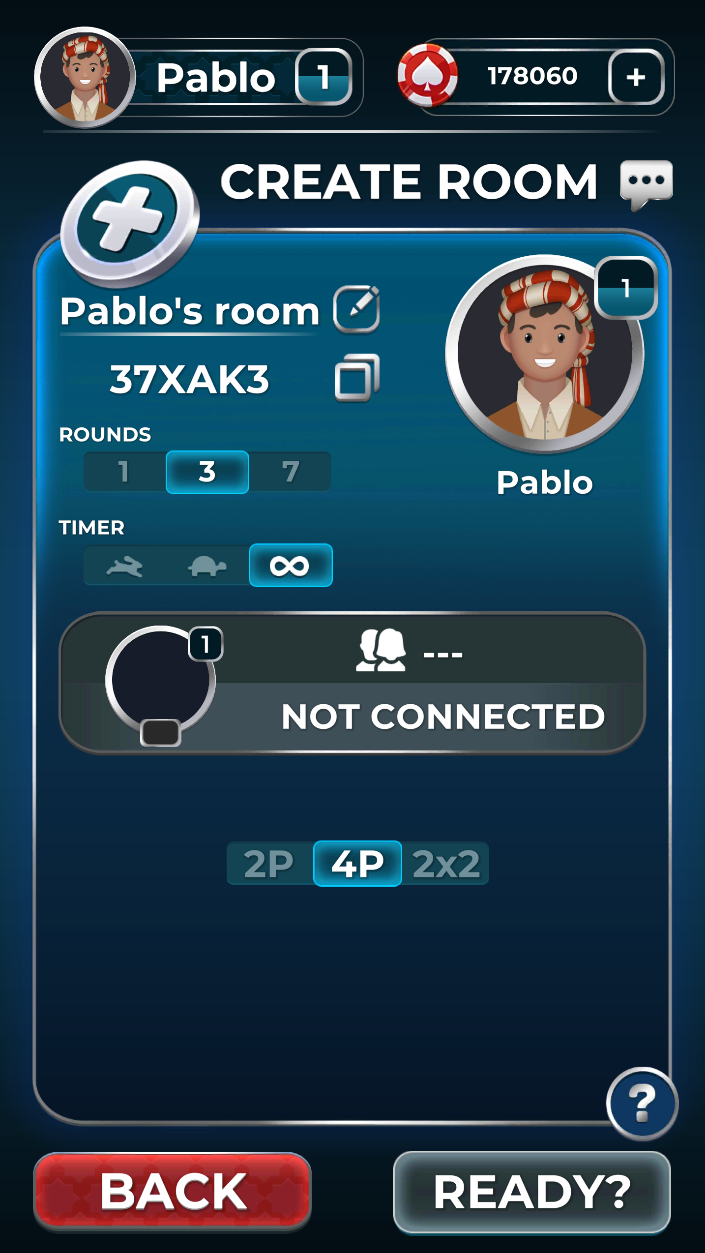 Pablo 1
178060 +
CREATE ROOM
Pablo's room
1
37XAK3
Pablo
ROUNDS
1 3 7
TIMER
∞
1
---
NOT CONNECTED
2P 4P 2x2
?
BACK
READY?